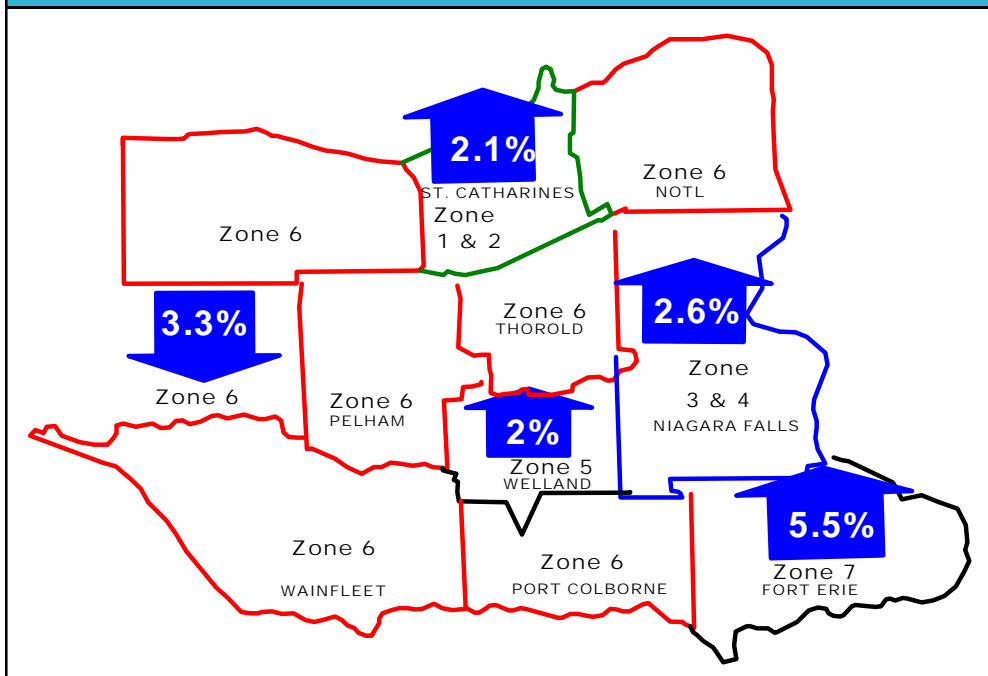 2.1%
ST. CATHARINES
Zone
1 & 2
Zone 6
NOTL
Zone 6
3.3%
Zone 6
Zone 6
THOROLD
2.6%
Zone
3 & 4
NIAGARA FALLS
Zone 6
PELHAM
2%
Zone 5
WELLAND
5.5%
Zone 7
FORT ERIE
Zone 6
WAINFLEET
Zone 6
PORT COLBORNE